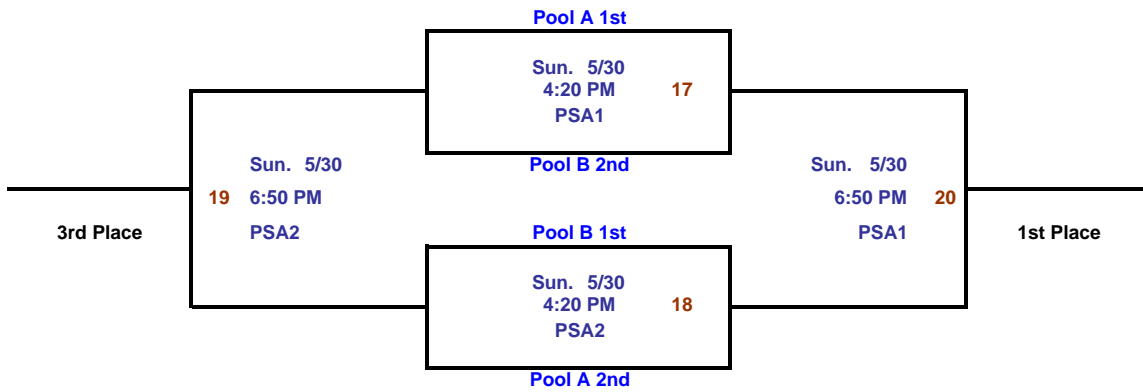 Pool A 1st
Sun. 5/30
4:20 PM 17
PSA1
Pool B 2nd
Sun. 5/30
19 6:50 PM
PSA2
3rd Place
Sun. 5/30
6:50 PM 20
PSA1
1st Place
Pool B 1st
Sun. 5/30
4:20 PM 18
PSA2
Pool A 2nd